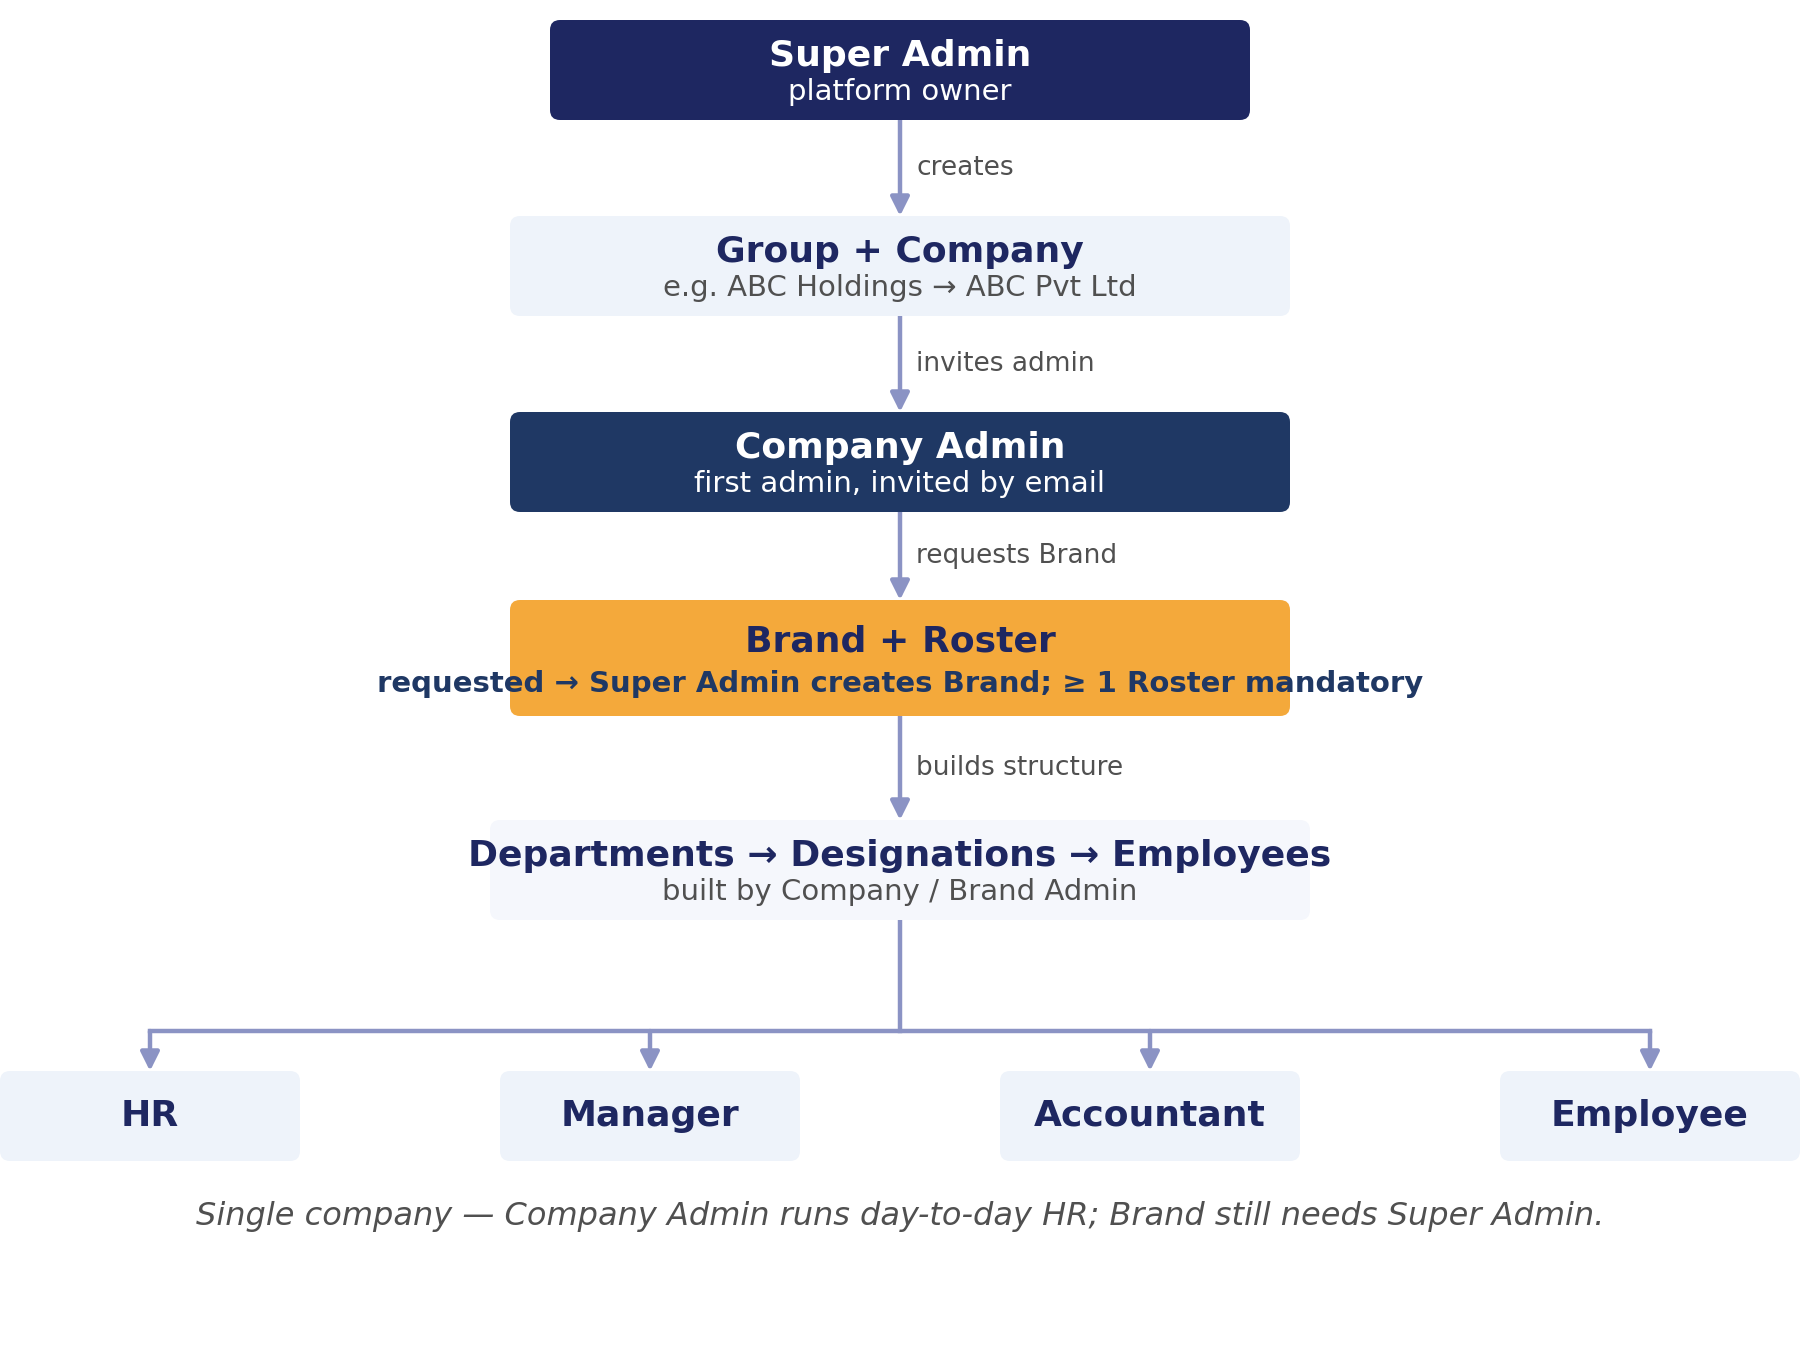 Super Admin
platform owner
creates
Group + Company
e.g. ABC Holdings → ABC Pvt Ltd
invites admin
Company Admin
first admin, invited by email
requests Brand
Brand + Roster
requested → Super Admin creates Brand; ≥ 1 Roster mandatory
builds structure
Departments → Designations → Employees
built by Company / Brand Admin
HR
Manager
Accountant
Employee
Single company — Company Admin runs day-to-day HR; Brand still needs Super Admin.